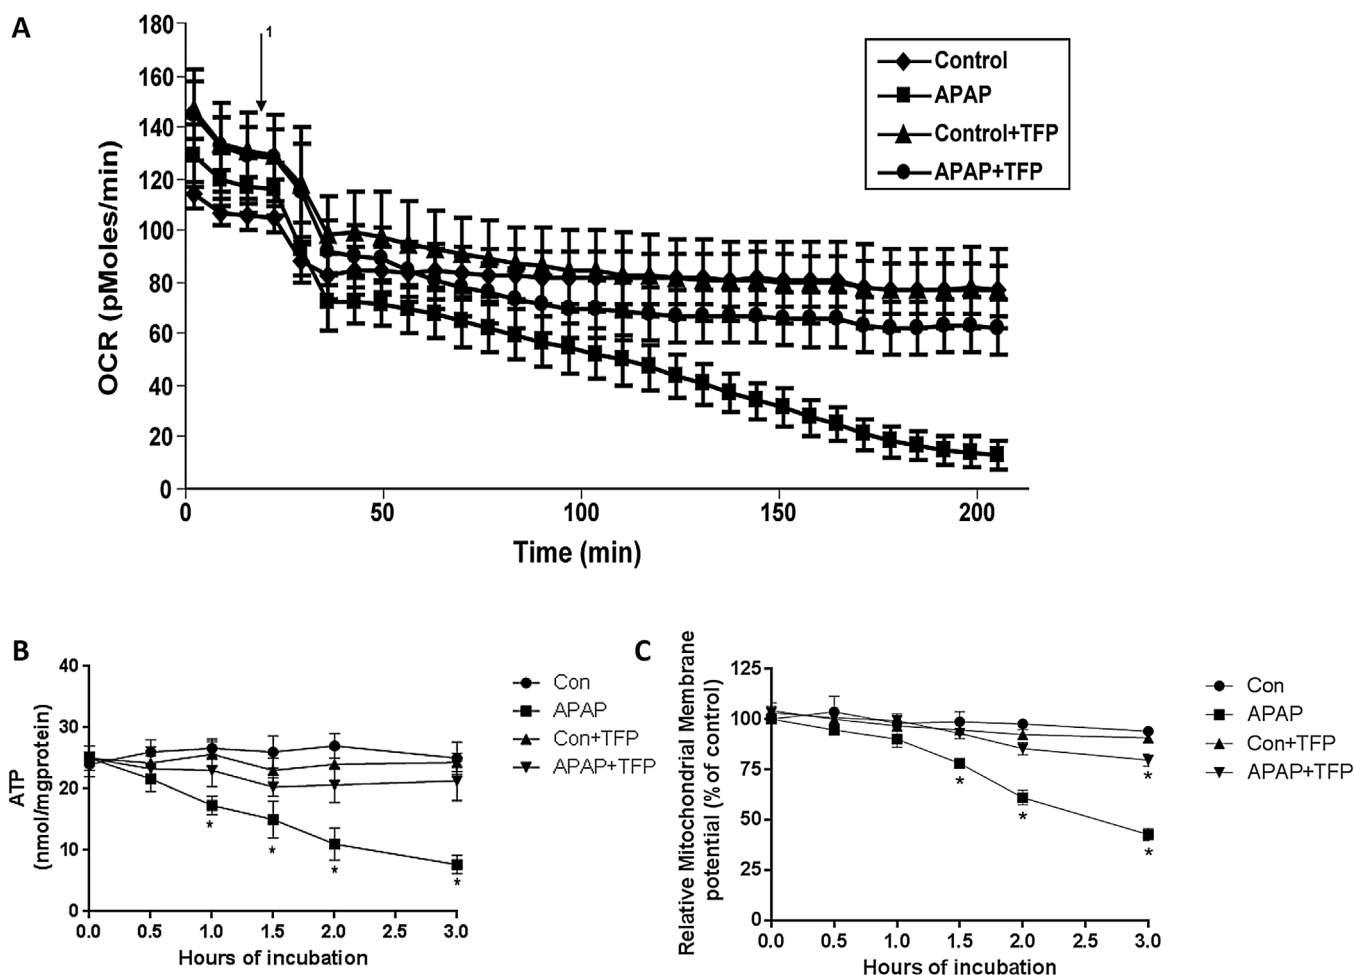 A
180
160
140
120
100
80
60
40
20
0
OCR (pMoles/min)
1
Control
APAP
Control+TFP
APAP+TFP
0 50 100 150 200
Time (min)
B
40
30
20
10
0
ATP
(nmol/mgprotein)
Con
APAP
Con+TFP
APAP+TFP
* * * *
0.0 0.5 1.0 1.5 2.0 2.5 3.0
Hours of incubation
C
125
100
75
50
25
0
Relative Mitochondrial Membrane
potential (% of control)
Con
APAP
Con+TFP
APAP+TFP
* * * *
0.0 0.5 1.0 1.5 2.0 2.5 3.0
Hours of incubation